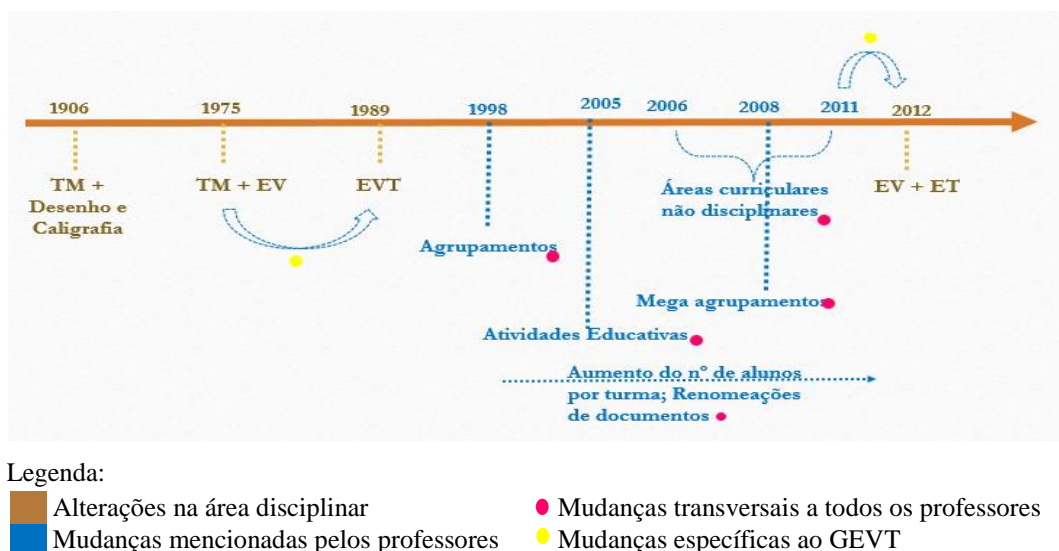 1906 1975 1989 1998 2005 2006 2008 2011 2012
TM +
Desenho e
Caligrafia
TM + EV
EVT
Agrupamentos
Atividades Educativas
Áreas curriculares
não disciplinares
Mega agrupamentos
EV + ET
Aumento do nº de alunos
por turma; Renomeações
de documentos
Legenda:
Alterações na área disciplinar
Mudanças mencionadas pelos professores
Mudanças transversais a todos os professores
Mudanças específicas ao GEVT